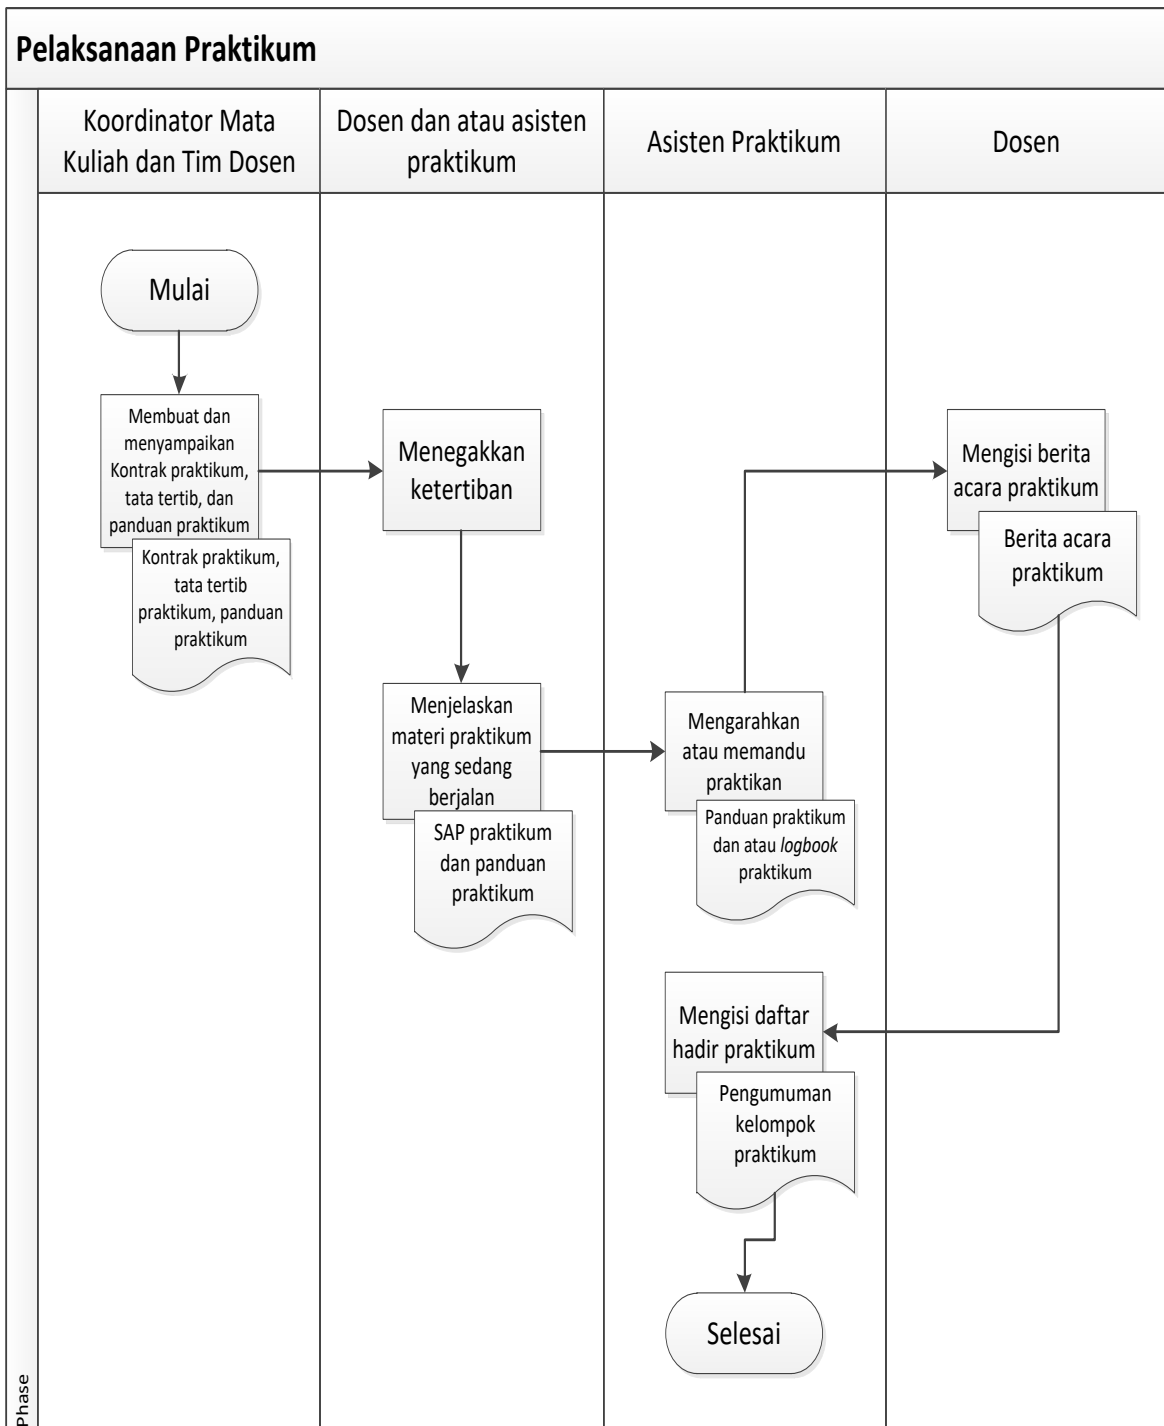 Pelaksanaan Praktikum
Koordinator Mata
Kuliah dan Tim Dosen
Dosen dan atau asisten
praktikum
Asisten Praktikum
Dosen
Mulai
Membuat dan
menyampaikan
Kontrak praktikum,
tata tertib, dan
panduan praktikum
Kontrak praktikum,
tata tertib
praktikum, panduan
praktikum
Menegakkan
ketertiban
Menjelaskan
materi praktikum
yang sedang
berjalan
SAP praktikum
dan panduan
praktikum
Mengarahkan
atau memandu
praktikan
Panduan praktikum
dan atau logbook
praktikum
Mengisi berita
acara praktikum
Berita acara
praktikum
Mengisi daftar
hadir praktikum
Pengumuman
kelompok
praktikum
Selesai
Phase